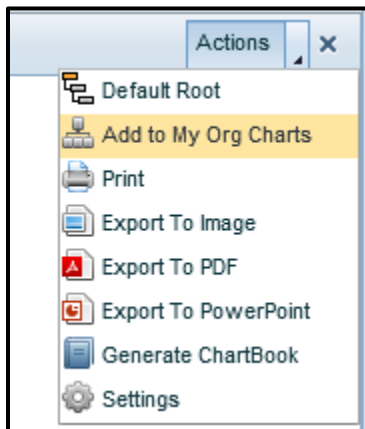 Actions
Default Root
Add to My Org Charts
Print
Export To Image
Export To PDF
Export To PowerPoint
Generate ChartBook
Settings